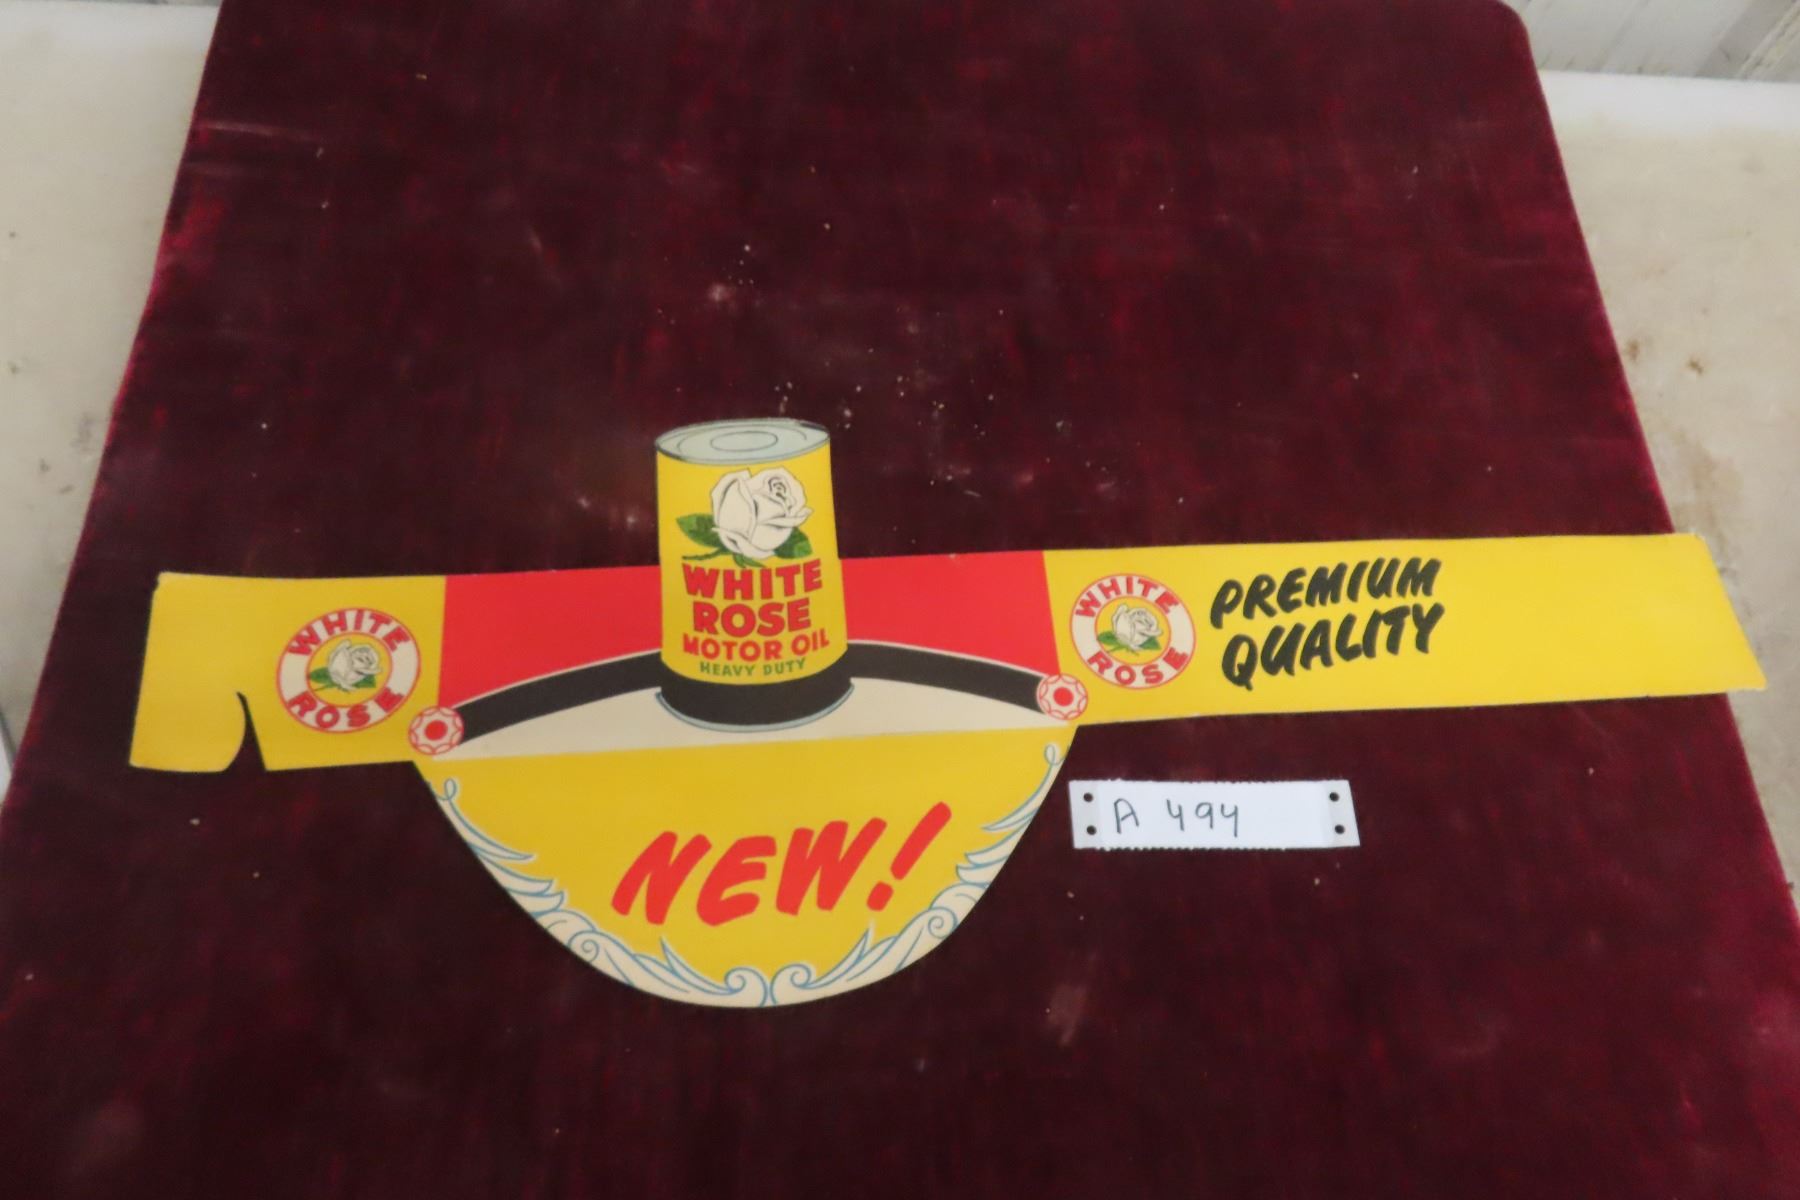 WHITE
ROSE
WHITE
ROSE
MOTOR OIL
HEAVY DUTY
WHITE
ROSE
PREMIUM
QUALITY
NEW!
A 494